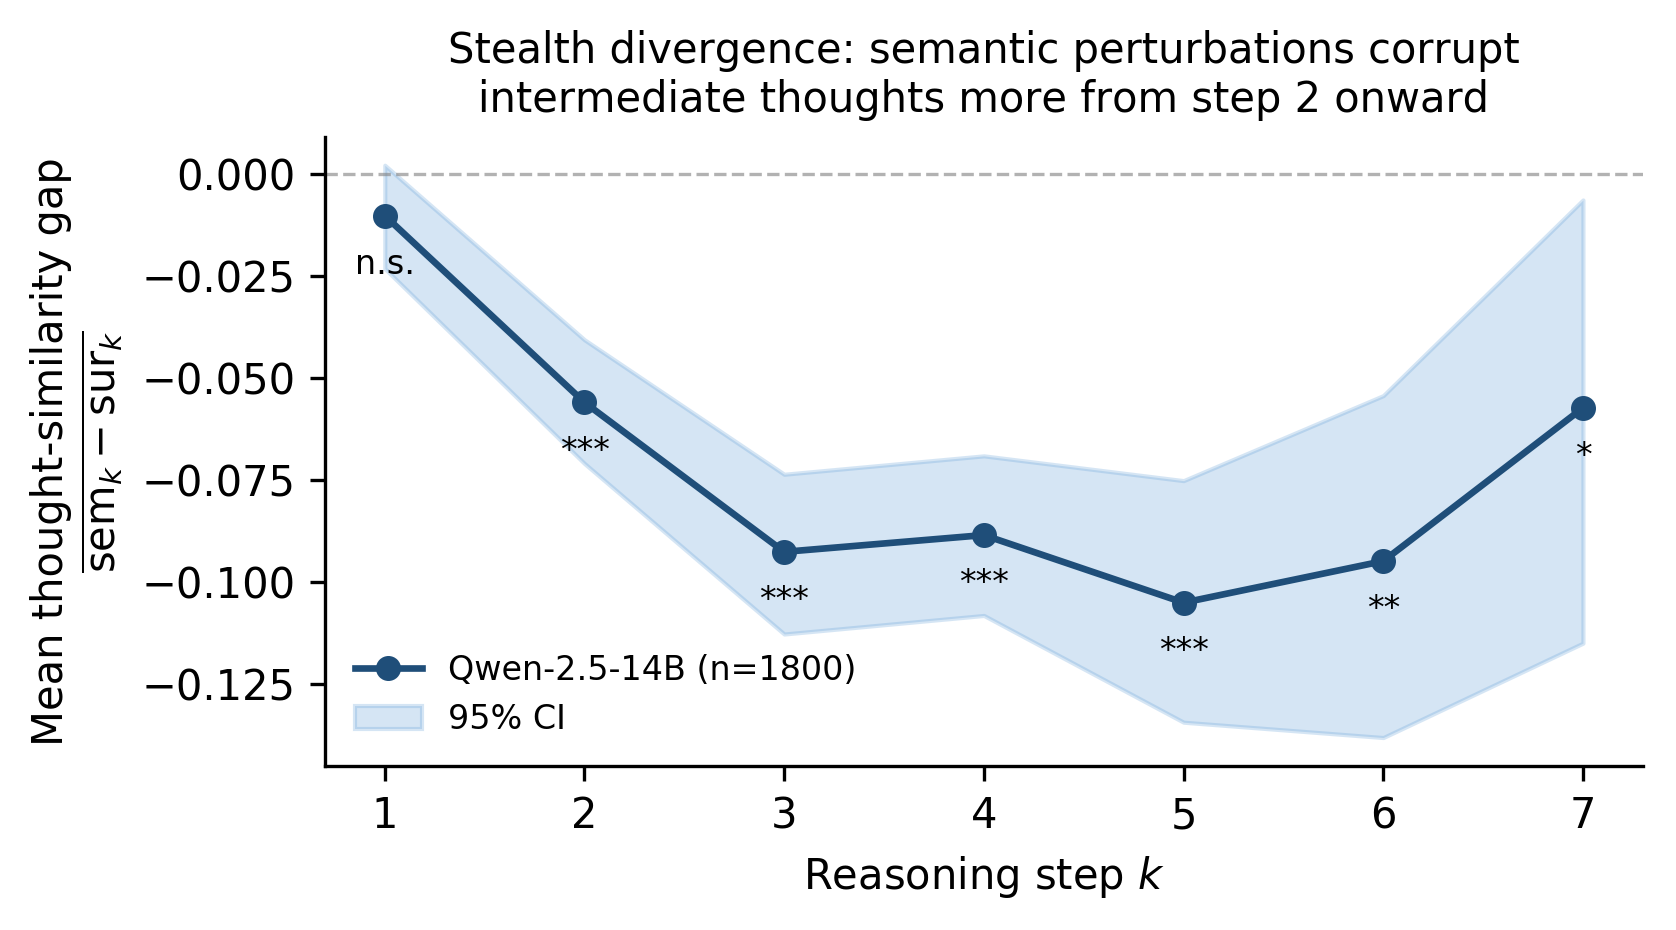 Stealth divergence: semantic perturbations corrupt
intermediate thoughts more from step 2 onward
Mean thought-similarity gap
sem_k − sur_k
0.000
−0.025
−0.050
−0.075
−0.100
−0.125
n.s.
***
***
***
***
**
*
Qwen-2.5-14B (n=1800)
95% CI
1 2 3 4 5 6 7
Reasoning step k